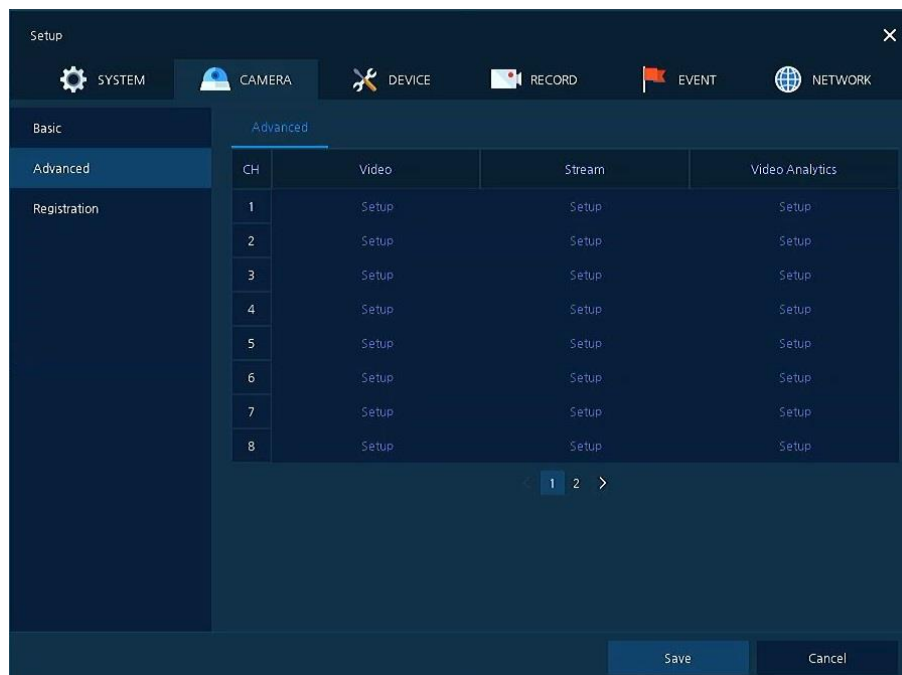 Setup
SYSTEM CAMERA DEVICE RECORD EVENT NETWORK
Basic
Advanced
Registration
Advanced
CH Video Stream Video Analytics
1 Setup Setup Setup
2 Setup Setup Setup
3 Setup Setup Setup
4 Setup Setup Setup
5 Setup Setup Setup
6 Setup Setup Setup
7 Setup Setup Setup
8 Setup Setup Setup
< 1 2 >
Save Cancel